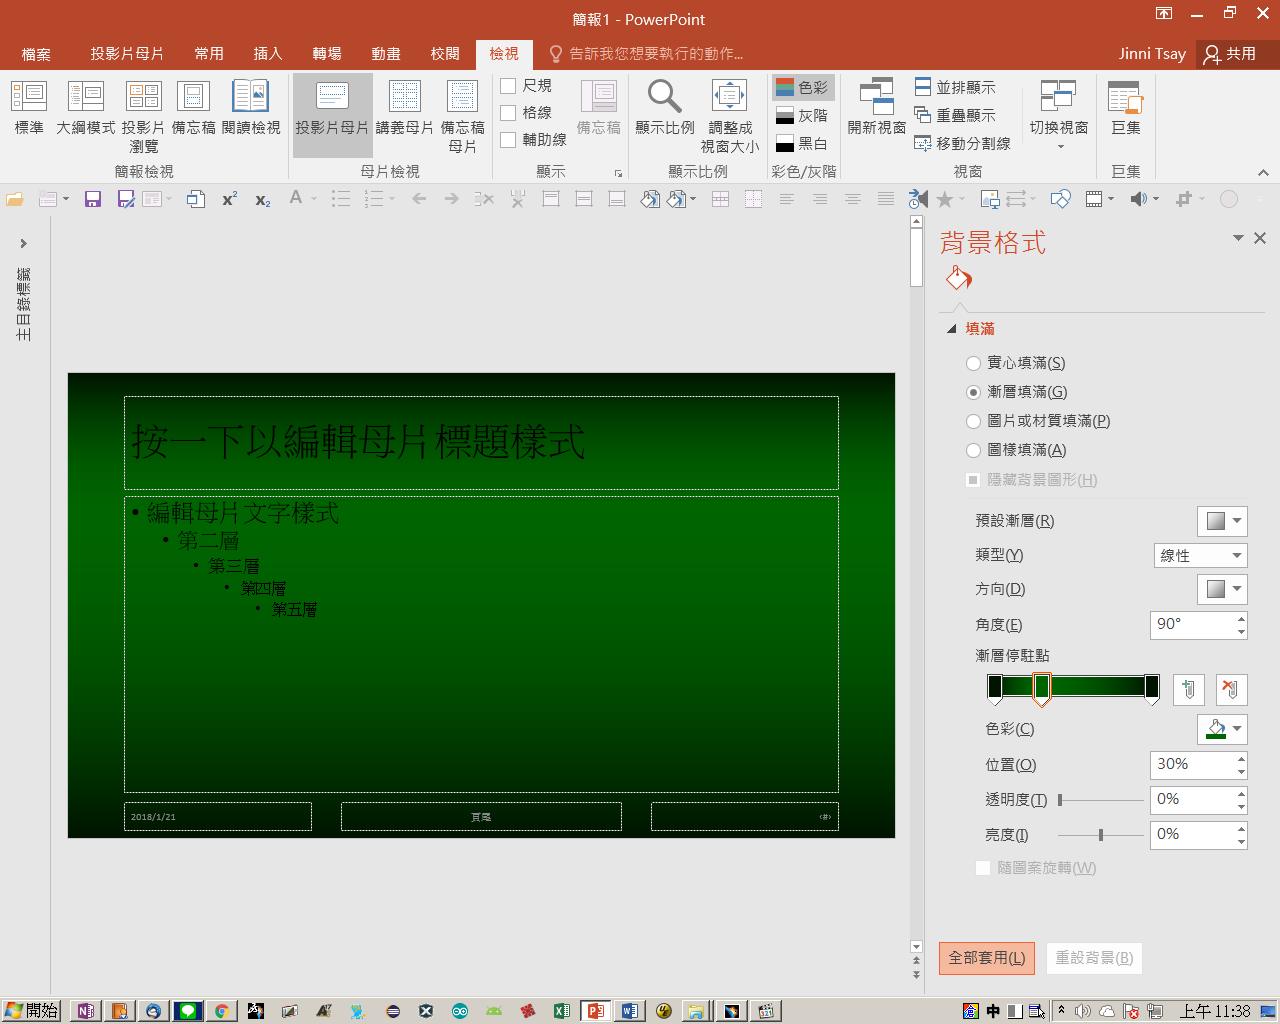 簡報1 - PowerPoint
檔案 投影片母片 常用 插入 轉場 動畫 校閱 檢視 告訴我您想要執行的動作... Jinni Tsay 共用
標準 大綱模式 投影片瀏覽 備忘稿 閱讀檢視
簡報檢視
投影片母片 講義母片 備忘稿母片
母片檢視
尺規
格線
輔助線
備忘稿
顯示
顯示比例 調整成視窗大小
顯示比例
色彩
灰階
黑白
彩色/灰階
開新視窗
並排顯示
重疊顯示
移動分割線
切換視窗
視窗
巨集
巨集
主目錄標籤
按一下以編輯母片標題樣式
• 編輯母片文字樣式
• 第二層
• 第三層
• 第四層
• 第五層
2018/1/21 頁尾 ‹#›
背景格式
填滿
實心填滿(S)
漸層填滿(G)
圖片或材質填滿(P)
圖樣填滿(A)
隱藏背景圖形(H)
預設漸層(R)
類型(Y) 線性
方向(D)
角度(E) 90°
漸層停駐點
色彩(C)
位置(O) 30%
透明度(T) 0%
亮度(I) 0%
隨圖案旋轉(W)
全部套用(L) 重設背景(B)
開始 中 上午 11:38